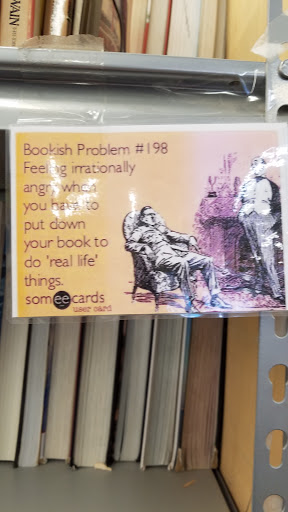 WAIN
Bookish Problem #198
Feeling irrationally
angry when
you have to
put down
your book to
do 'real life'
things.
someecards
user card